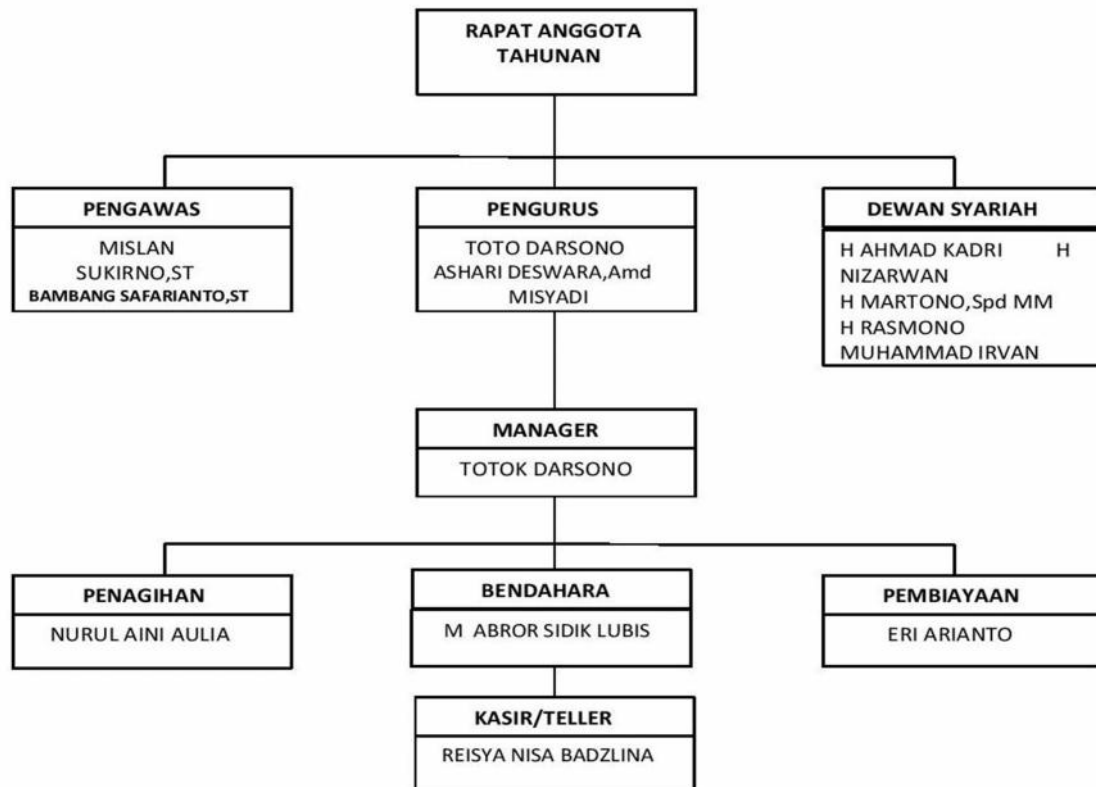 RAPAT ANGGOTA
TAHUNAN
PENGAWAS
MISLAN
SUKIRNO,ST
BAMBANG SAFARIANTO,ST
PENGURUS
TOTO DARSONO
ASHARI DESWARA,Amd
MISYADI
DEWAN SYARIAH
H AHMAD KADRI H
NIZARWAN
H MARTONO,Spd MM
H RASMONO
MUHAMMAD IRVAN
MANAGER
TOTOK DARSONO
PENAGIHAN
NURUL AINI AULIA
BENDAHARA
M ABROR SIDIK LUBIS
PEMBIAYAAN
ERI ARIANTO
KASIR/TELLER
REISYA NISA BADZLINA